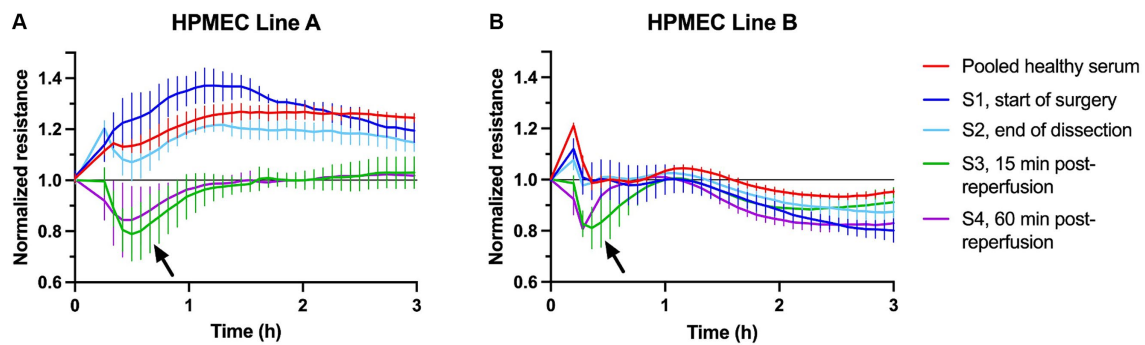 A
HPMEC Line A
Normalized resistance
1.4
1.2
1.0
0.8
0.6
0
1
2
3
Time (h)
B
HPMEC Line B
Normalized resistance
1.4
1.2
1.0
0.8
0.6
0
1
2
3
Time (h)
Pooled healthy serum
S1, start of surgery
S2, end of dissection
S3, 15 min post-
reperfusion
S4, 60 min post-
reperfusion